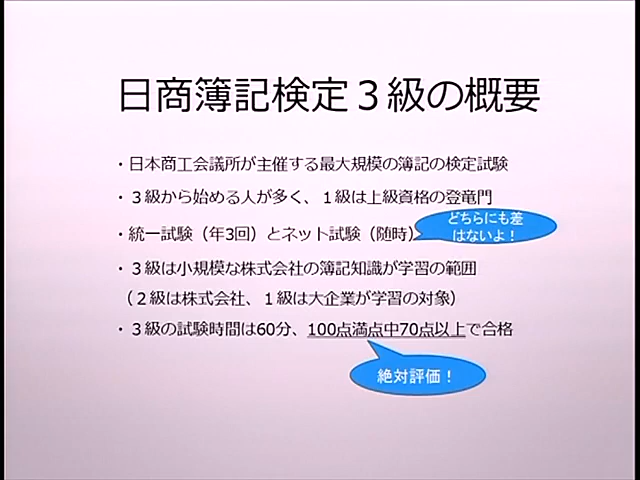 日商簿記検定３級の概要
・日本商工会議所が主催する最大規模の簿記の検定試験
・３級から始める人が多く、１級は上級資格の登竜門
・統一試験（年3回）とネット試験（随時）
どちらにも差
はないよ！
・３級は小規模な株式会社の簿記知識が学習の範囲
（２級は株式会社、１級は大企業が学習の対象）
・３級の試験時間は60分、100点満点中70点以上で合格
絶対評価！